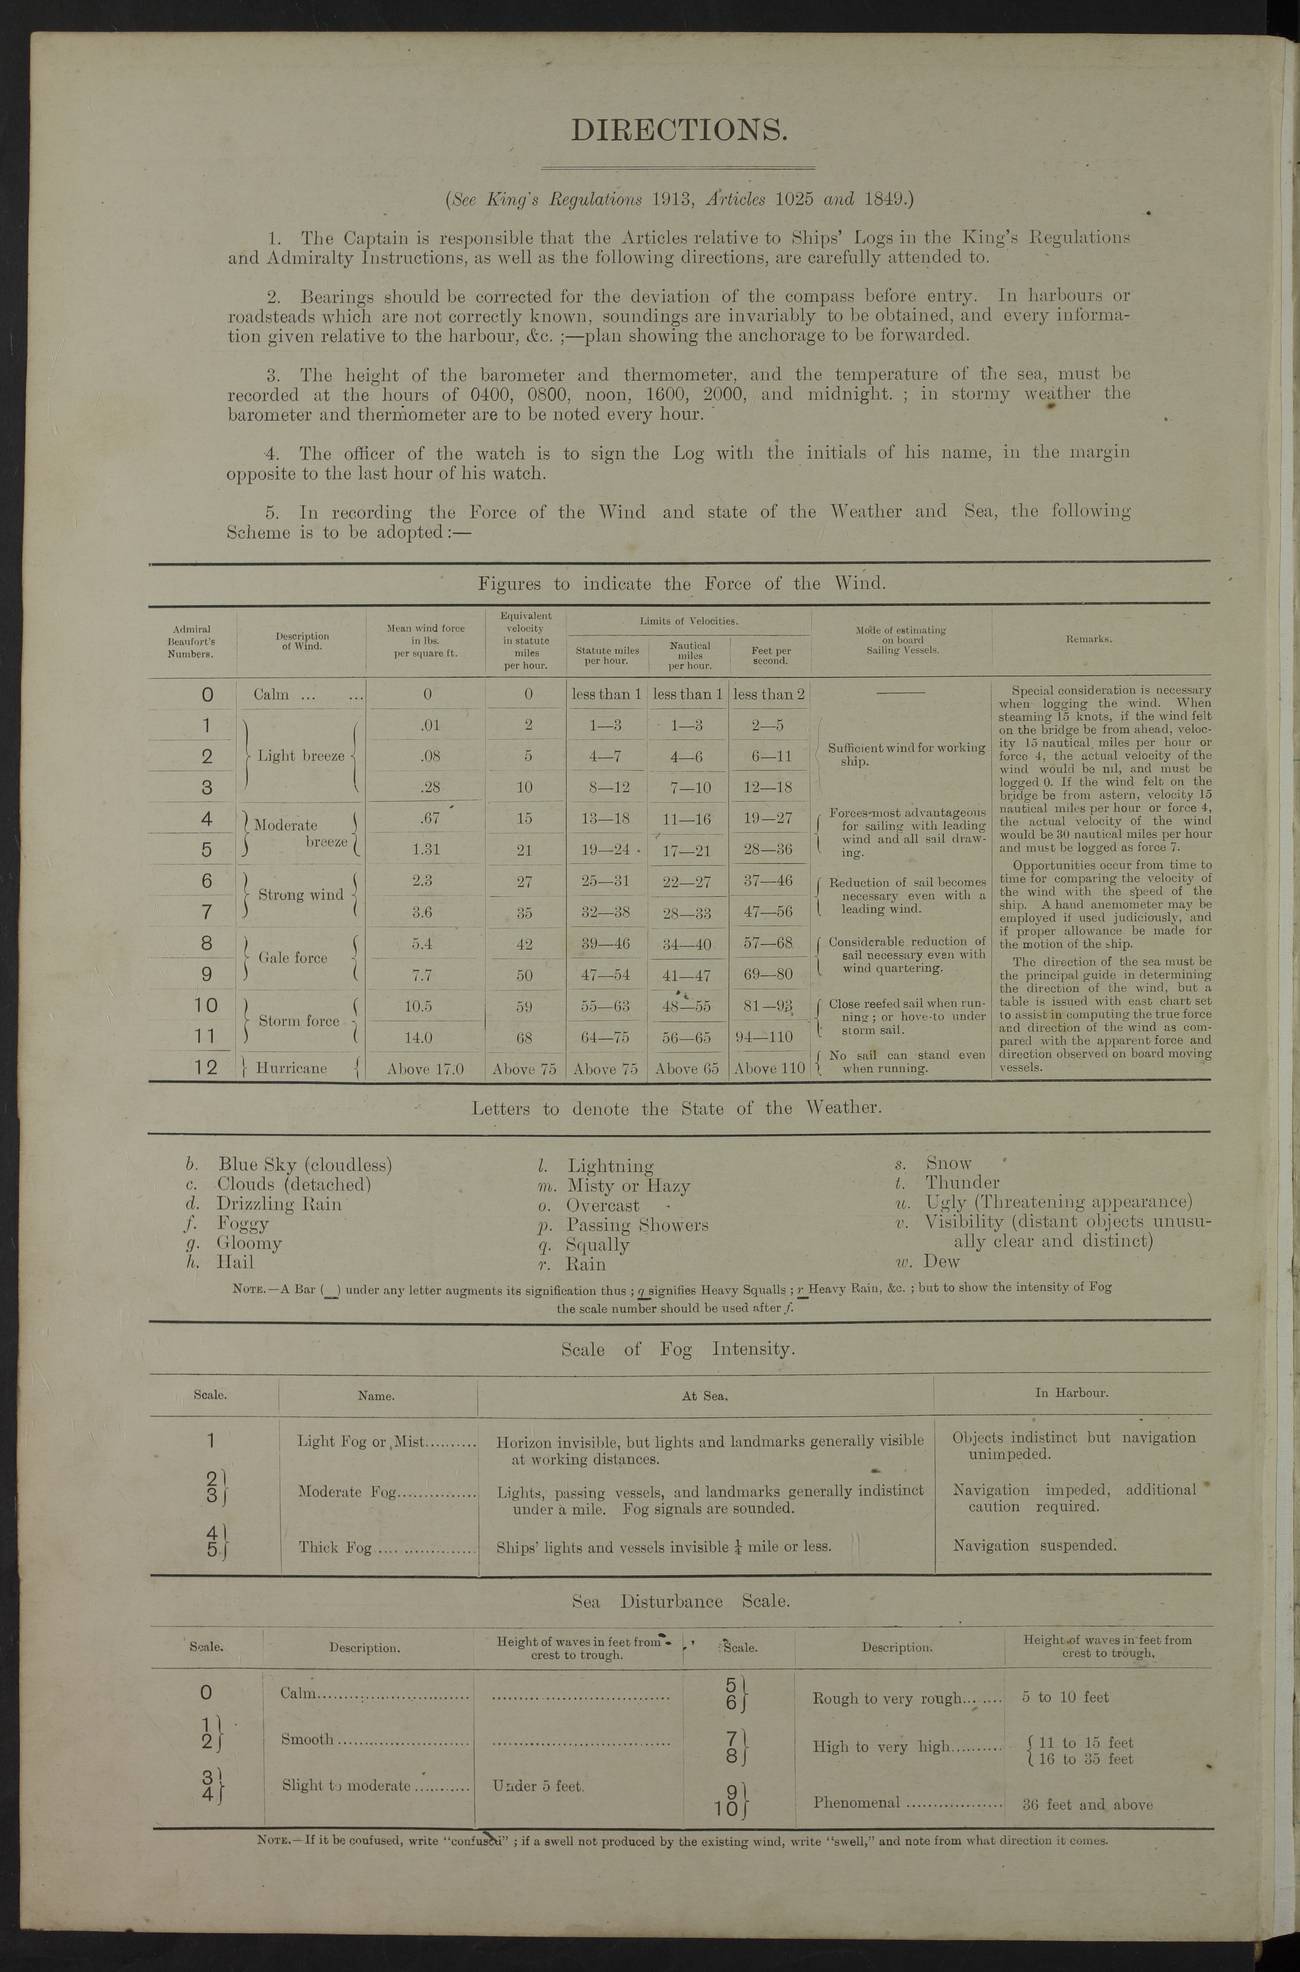 DIRECTIONS.
(See King's Regulations 1913, Articles 1025 and 1849.)
1. The Captain is responsible that the Articles relative to Ships' Logs in the King's Regulations
and Admiralty Instructions, as well as the following directions, are carefully attended to.
2. Bearings should be corrected for the deviation of the compass before entry. In harbours or
roadsteads which are not correctly known, soundings are invariably to be obtained, and every informa-
tion given relative to the harbour, &c. ;—plan showing the anchorage to be forwarded.
3. The height of the barometer and thermometer, and the temperature of the sea, must be
recorded at the hours of 0400, 0800, noon, 1600, 2000, and midnight. ; in stormy weather the
barometer and thermometer are to be noted every hour.
4. The officer of the watch is to sign the Log with the initials of his name, in the margin
opposite to the last hour of his watch.
5. In recording the Force of the Wind and state of the Weather and Sea, the following
Scheme is to be adopted:—
Figures to indicate the Force of the Wind.
Admiral Beaufort's Numbers. Description of Wind. Mean wind force in lbs. per square ft. Equivalent velocity in statute miles per hour. Limits of Velocities. Statute miles per hour. Nautical miles per hour. Feet per second. Mode of estimating on board Sailing Vessels. Remarks.
0 Calm ... ... 0 0 less than 1 less than 1 less than 2 ——
1 .01 2 1—3 1—3 2—5
2 Light breeze .08 5 4—7 4—6 6—11 Sufficient wind for working ship.
3 .28 10 8—12 7—10 12—18
4 Moderate breeze .67 15 13—18 11—16 19—27 Forces most advantageous for sailing with leading wind and all sail draw-ing.
5 1.31 21 19—24 17—21 28—36
6 Strong wind 2.3 27 25—31 22—27 37—46 Reduction of sail becomes necessary even with a leading wind.
7 3.6 35 32—38 28—33 47—56
8 Gale force 5.4 42 39—46 34—40 57—68 Considerable reduction of sail necessary even with wind quartering.
9 7.7 50 47—54 41—47 69—80
10 Storm force 10.5 59 55—63 48—55 81—93 Close reefed sail when run-ning; or hove-to under storm sail.
11 14.0 68 64—75 56—65 94—110
12 Hurricane Above 17.0 Above 75 Above 75 Above 65 Above 110 No sail can stand even when running.
Special consideration is necessary
when logging the wind. When
steaming 15 knots, if the wind felt
on the bridge be from ahead, veloc-
ity 15 nautical miles per hour or
force 4, the actual velocity of the
wind would be nil, and must be
logged 0. If the wind felt on the
bridge be from astern, velocity 15
nautical miles per hour or force 4,
the actual velocity of the wind
would be 30 nautical miles per hour
and must be logged as force 7.
Opportunities occur from time to
time for comparing the velocity of
the wind with the speed of the
ship. A hand anemometer may be
employed if used judiciously, and
if proper allowance be made for
the motion of the ship.
The direction of the sea must be
the principal guide in determining
the direction of the wind, but a
table is issued with east chart set
to assist in computing the true force
and direction of the wind as com-
pared with the apparent force and
direction observed on board moving
vessels.
Letters to denote the State of the Weather.
b. Blue Sky (cloudless)
c. Clouds (detached)
d. Drizzling Rain
f. Foggy
g. Gloomy
h. Hail
l. Lightning
m. Misty or Hazy
o. Overcast
p. Passing Showers
q. Squally
r. Rain
s. Snow
t. Thunder
u. Ugly (Threatening appearance)
v. Visibility (distant objects unusu-
ally clear and distinct)
w. Dew
NOTE.—A Bar (_) under any letter augments its signification thus ; q signifies Heavy Squalls ; r Heavy Rain, &c. ; but to show the intensity of Fog
the scale number should be used after f.
Scale of Fog Intensity.
Scale. Name. At Sea. In Harbour.
1 Light Fog or Mist.......... Horizon invisible, but lights and landmarks generally visible at working distances. Objects indistinct but navigation unimpeded.
2 3 Moderate Fog............... Lights, passing vessels, and landmarks generally indistinct under a mile. Fog signals are sounded. Navigation impeded, additional caution required.
4 5 Thick Fog .................. Ships' lights and vessels invisible ¼ mile or less. Navigation suspended.
Sea Disturbance Scale.
Scale. Description. Height of waves in feet from crest to trough. Scale. Description. Height of waves in feet from crest to trough.
0 Calm............................ .................................. 5 6 Rough to very rough....... 5 to 10 feet
1 2 Smooth ......................... .................................. 7 8 High to very high.......... 11 to 15 feet 16 to 35 feet
3 4 Slight to moderate ........... Under 5 feet. 9 10 Phenomenal .................. 36 feet and above
NOTE.—If it be confused, write "confused" ; if a swell not produced by the existing wind, write "swell," and note from what direction it comes.